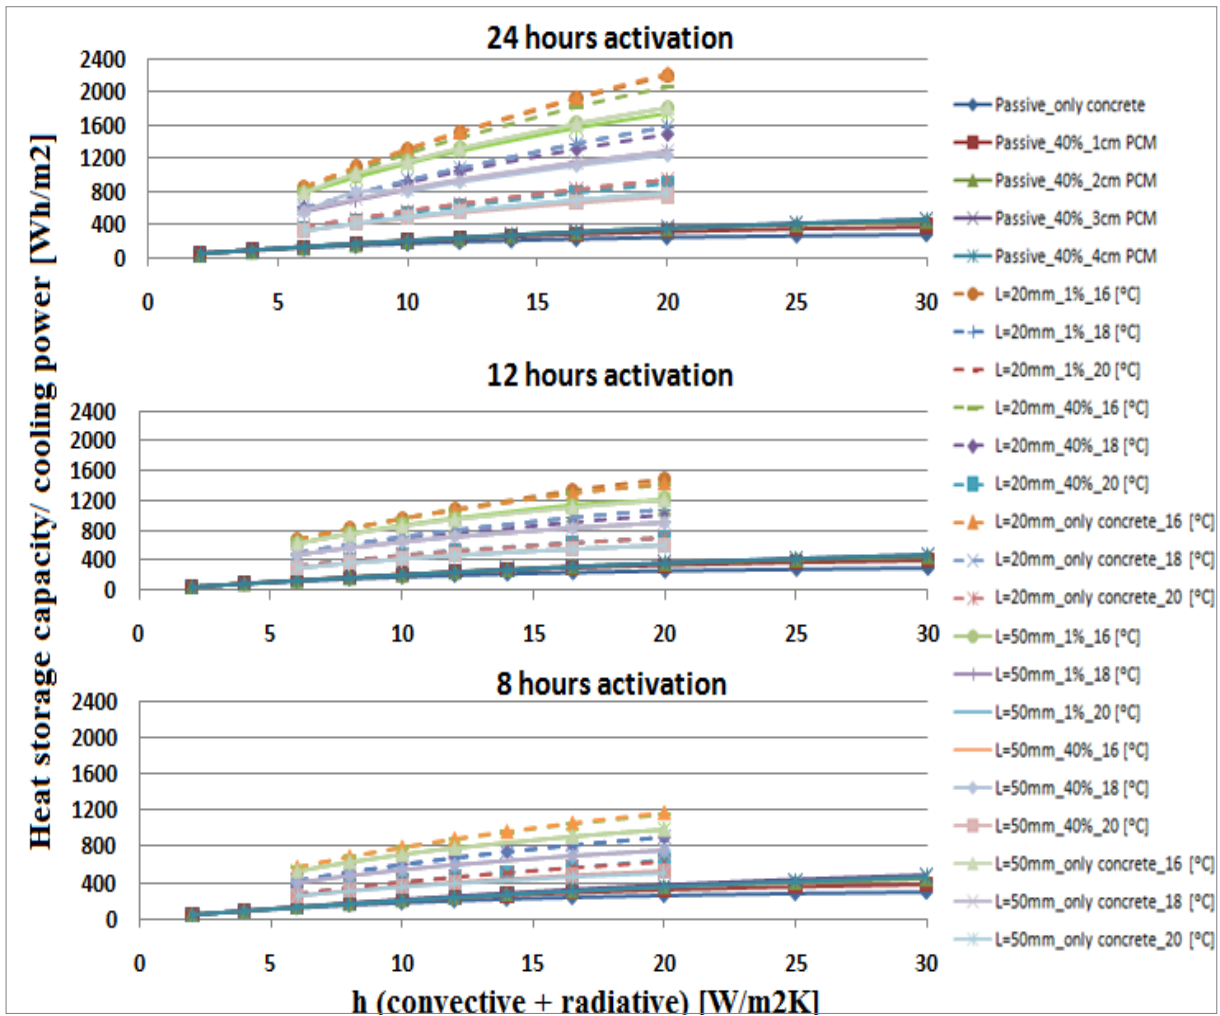 24 hours activation
2400
2000
1600
1200
800
400
0
0 5 10 15 20 25 30
12 hours activation
2400
2000
1600
1200
800
400
0
0 5 10 15 20 25 30
8 hours activation
2400
2000
1600
1200
800
400
0
0 5 10 15 20 25 30
Heat storage capacity/ cooling power [Wh/m2]
h (convective + radiative) [W/m2K]
Passive_only concrete
Passive_40%_1cm PCM
Passive_40%_2cm PCM
Passive_40%_3cm PCM
Passive_40%_4cm PCM
L=20mm_1%_16 [°C]
L=20mm_1%_18 [°C]
L=20mm_1%_20 [°C]
L=20mm_40%_16 [°C]
L=20mm_40%_18 [°C]
L=20mm_40%_20 [°C]
L=20mm_only concrete_16 [°C]
L=20mm_only concrete_18 [°C]
L=20mm_only concrete_20 [°C]
L=50mm_1%_16 [°C]
L=50mm_1%_18 [°C]
L=50mm_1%_20 [°C]
L=50mm_40%_16 [°C]
L=50mm_40%_18 [°C]
L=50mm_40%_20 [°C]
L=50mm_only concrete_16 [°C]
L=50mm_only concrete_18 [°C]
L=50mm_only concrete_20 [°C]